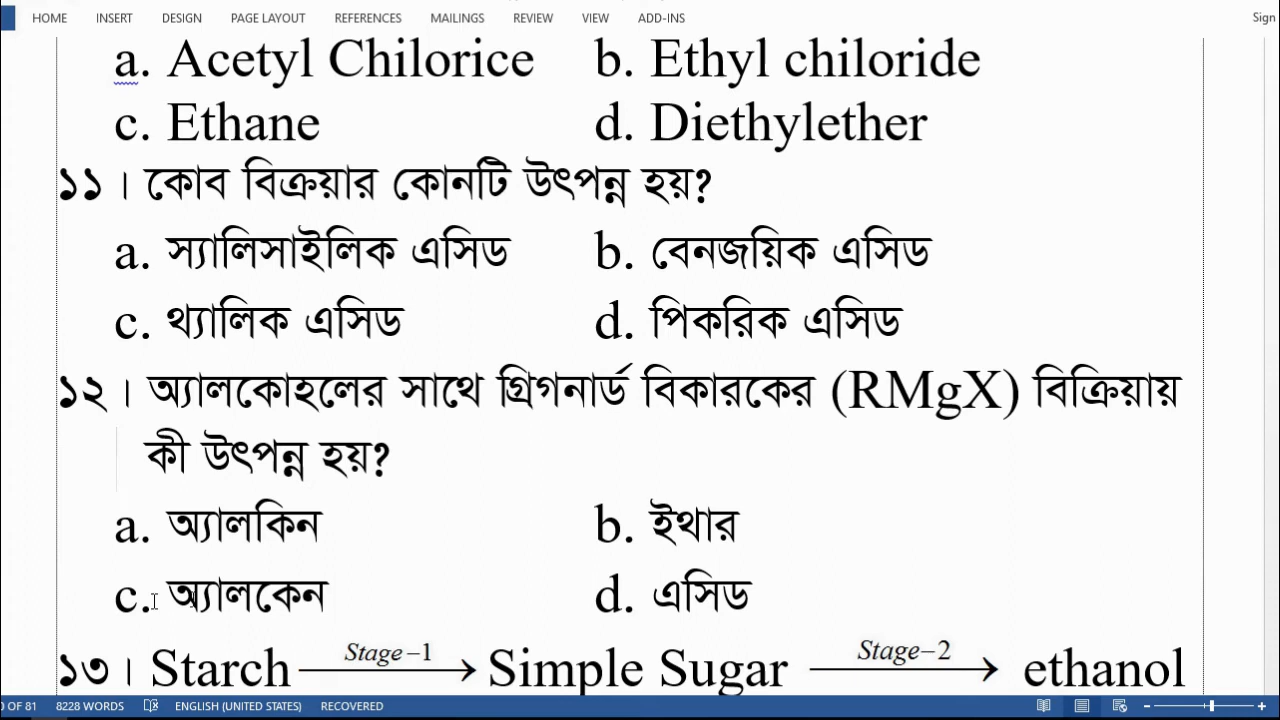 HOME INSERT DESIGN PAGE LAYOUT REFERENCES MAILINGS REVIEW VIEW ADD-INS Sign
a. Acetyl Chilorice b. Ethyl chiloride
c. Ethane d. Diethylether
১১। কোব বিক্রয়ার কোনটি উৎপন্ন হয়?
a. স্যালিসাইলিক এসিড b. বেনজয়িক এসিড
c. থ্যালিক এসিড d. পিকরিক এসিড
১২। অ্যালকোহলের সাথে গ্রিগনার্ড বিকারকের (RMgX) বিক্রিয়ায়
কী উৎপন্ন হয়?
a. অ্যালকিন b. ইথার
c. অ্যালকেন d. এসিড
১৩। Starch Stage-1 Simple Sugar Stage-2 ethanol
OF 81 8228 WORDS ENGLISH (UNITED STATES) RECOVERED